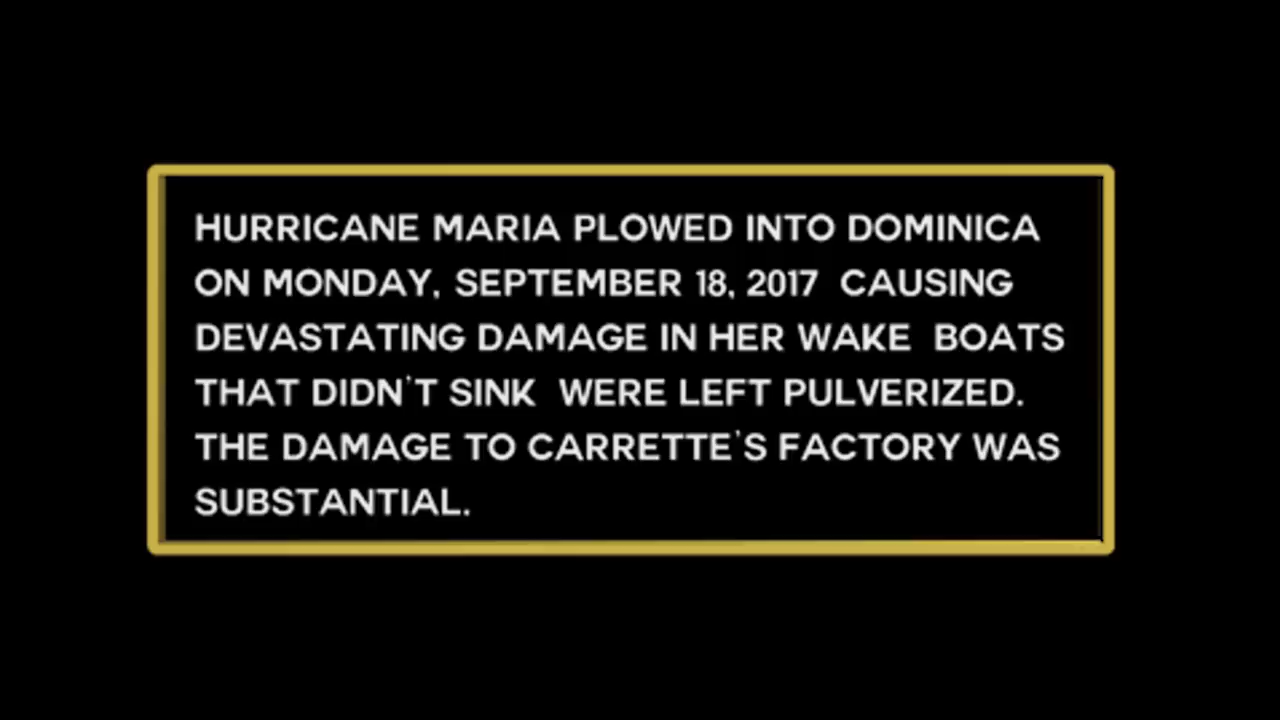 HURRICANE MARIA PLOWED INTO DOMINICA
ON MONDAY, SEPTEMBER 18, 2017  CAUSING
DEVASTATING DAMAGE IN HER WAKE  BOATS
THAT DIDN'T SINK  WERE LEFT PULVERIZED.
THE DAMAGE TO CARRETTE'S FACTORY WAS
SUBSTANTIAL.